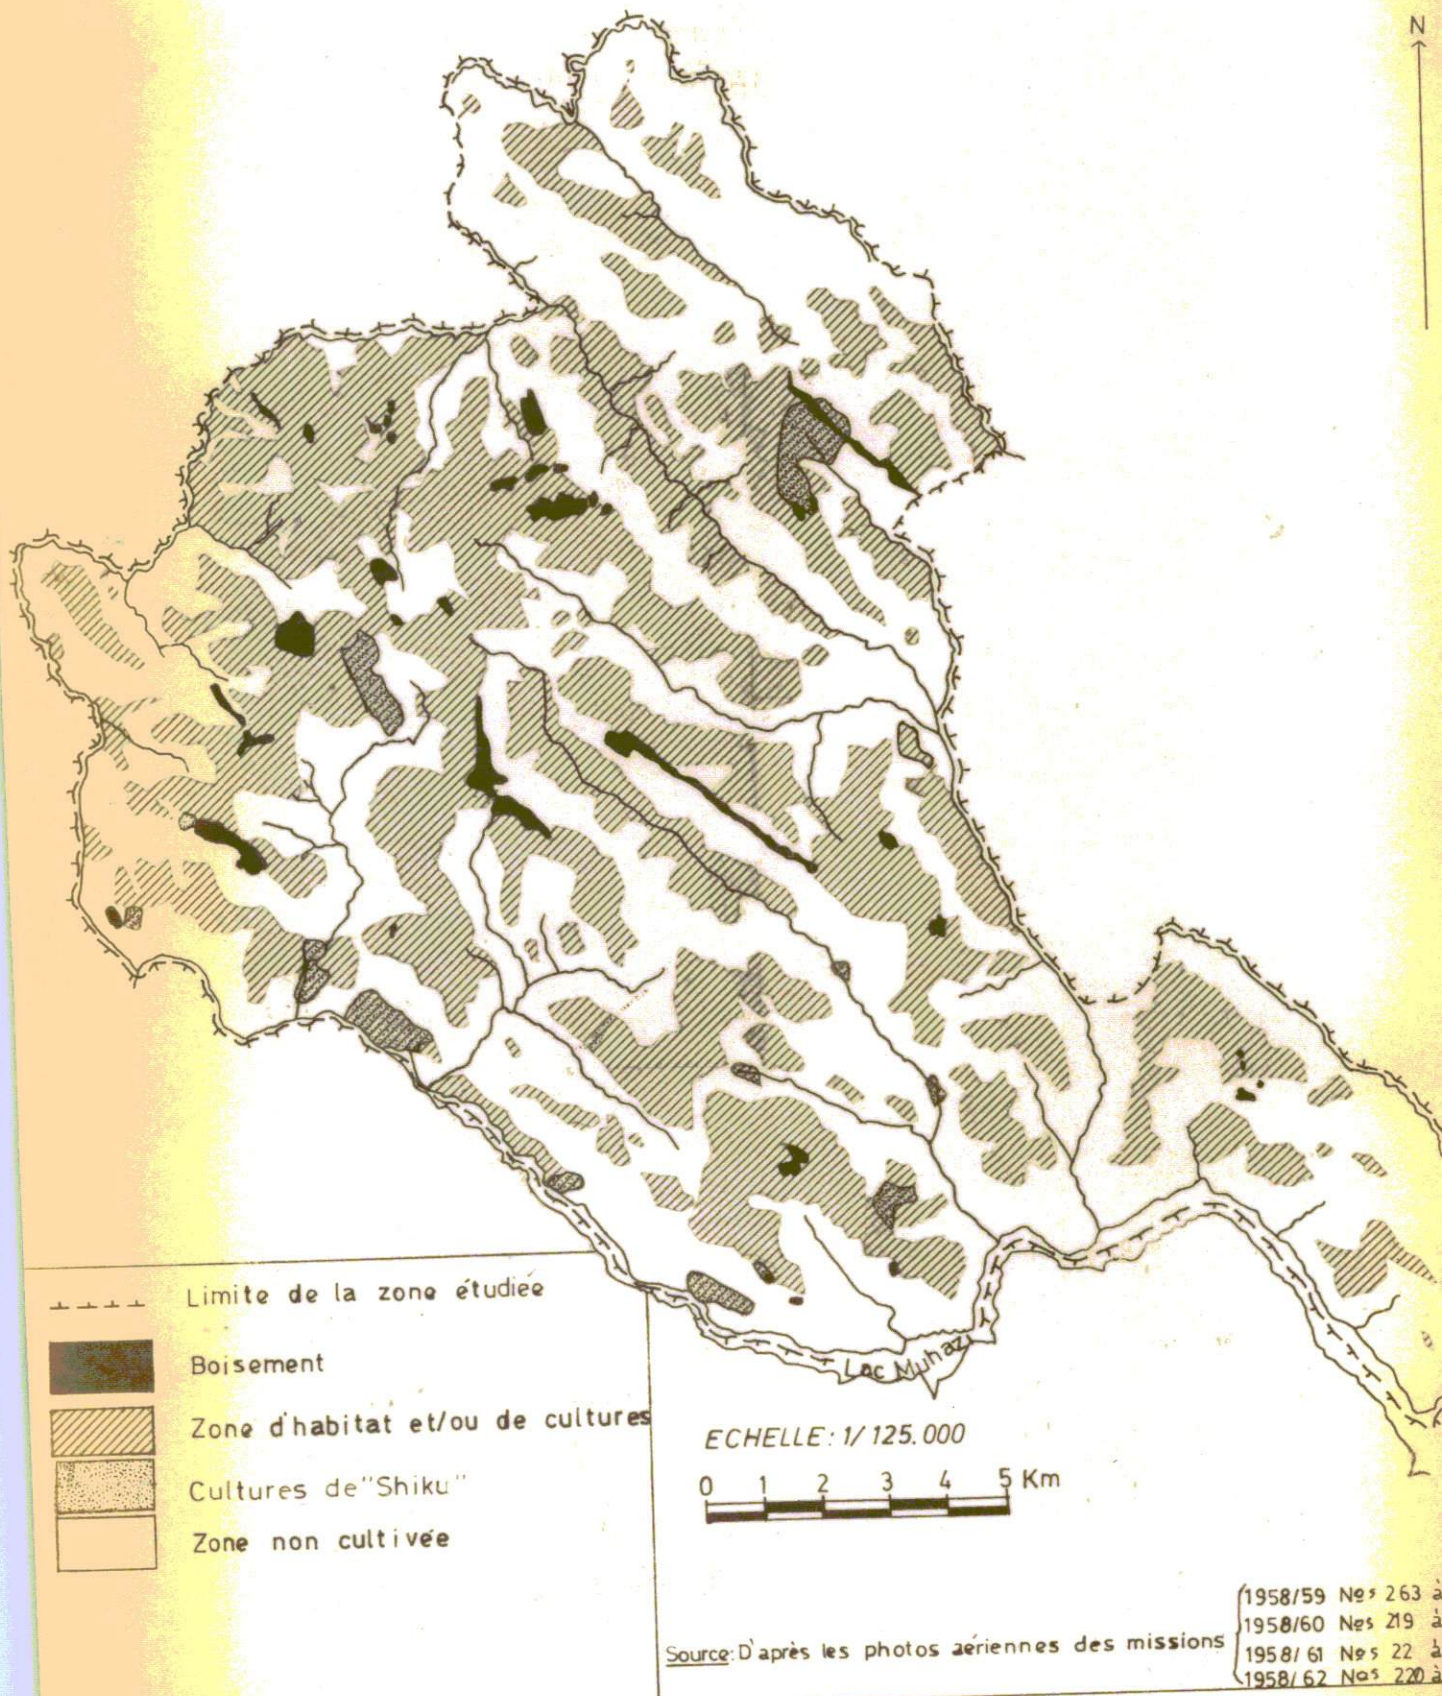 N
Lac Muhazi
Limite de la zone étudiée
Boisement
Zone d'habitat et/ou de cultures
Cultures de "Shiku"
Zone non cultivée
ECHELLE: 1/125.000
0 1 2 3 4 5 Km
Source: D'après les photos aériennes des missions
1958/59 Nos 263 à
1958/60 Nos 219 à
1958/61 Nos 22 à
1958/62 Nos 220 à